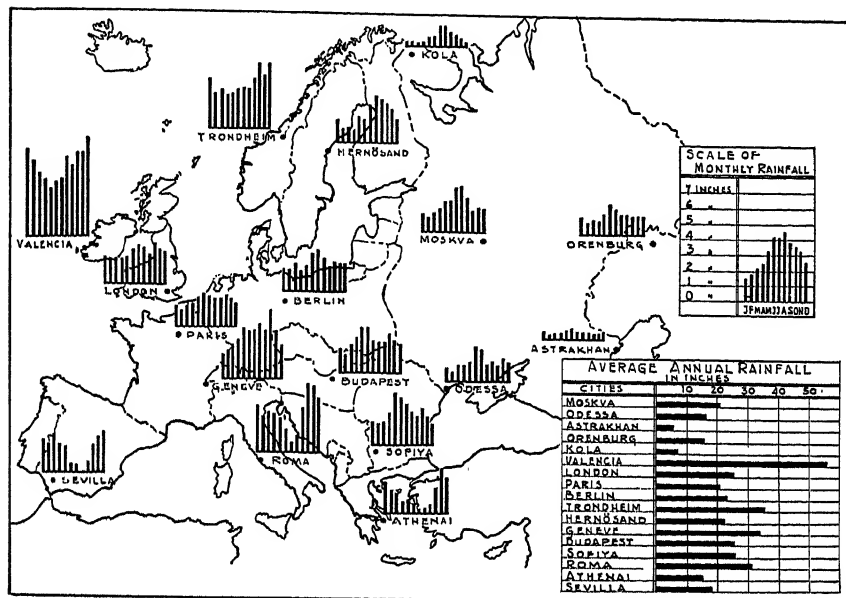 KOLA
TRONDHEIM
HERNÖSAND
SCALE OF
MONTHLY RAINFALL
7 INCHES
6 "
5 "
4 "
3 "
2 "
1 "
0 "
JFMAMJJASOND
VALENCIA
MOSKVA
ORENBURG
LONDON
BERLIN
PARIS
ASTRAKHAN
GENEVE
BUDAPEST
ODESSA
ROMA
SOFIYA
SEVILLA
ATHENAI
AVERAGE ANNUAL RAINFALL
IN INCHES
CITIES 10 20 30 40 50
MOSKVA
ODESSA
ASTRAKHAN
ORENBURG
KOLA
VALENCIA
LONDON
PARIS
BERLIN
TRONDHEIM
HERNÖSAND
GENEVE
BUDAPEST
SOFIYA
ROMA
ATHENAI
SEVILLA